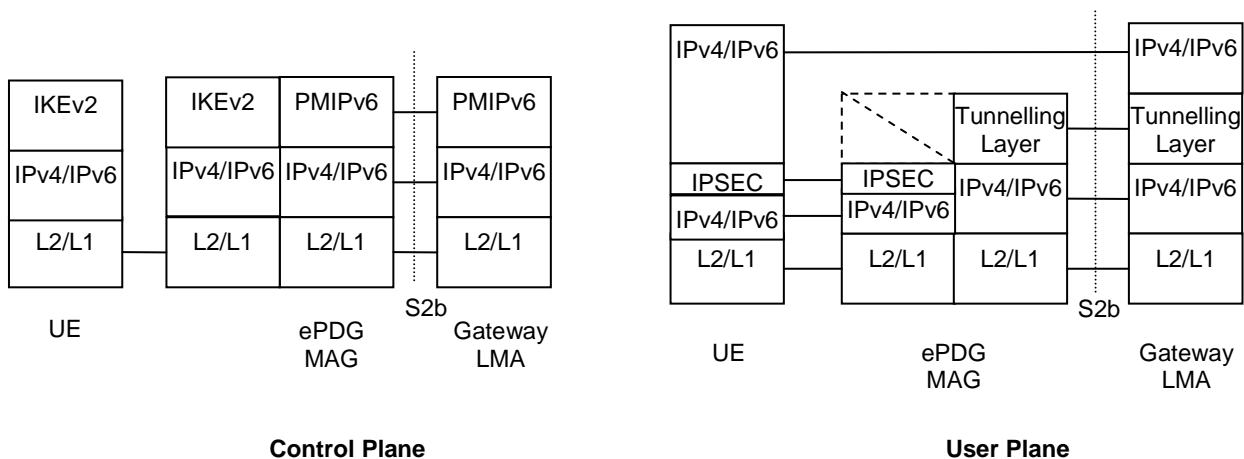 IKEv2
IPv4/IPv6
L2/L1
UE
IKEv2
PMIPv6
IPv4/IPv6
IPv4/IPv6
L2/L1
L2/L1
ePDG
MAG
S2b
PMIPv6
IPv4/IPv6
L2/L1
Gateway
LMA
Control Plane
IPv4/IPv6
IPSEC
IPv4/IPv6
L2/L1
UE
Tunnelling
Layer
IPSEC
IPv4/IPv6
IPv4/IPv6
L2/L1
L2/L1
ePDG
MAG
S2b
IPv4/IPv6
Tunnelling
Layer
IPv4/IPv6
L2/L1
Gateway
LMA
User Plane